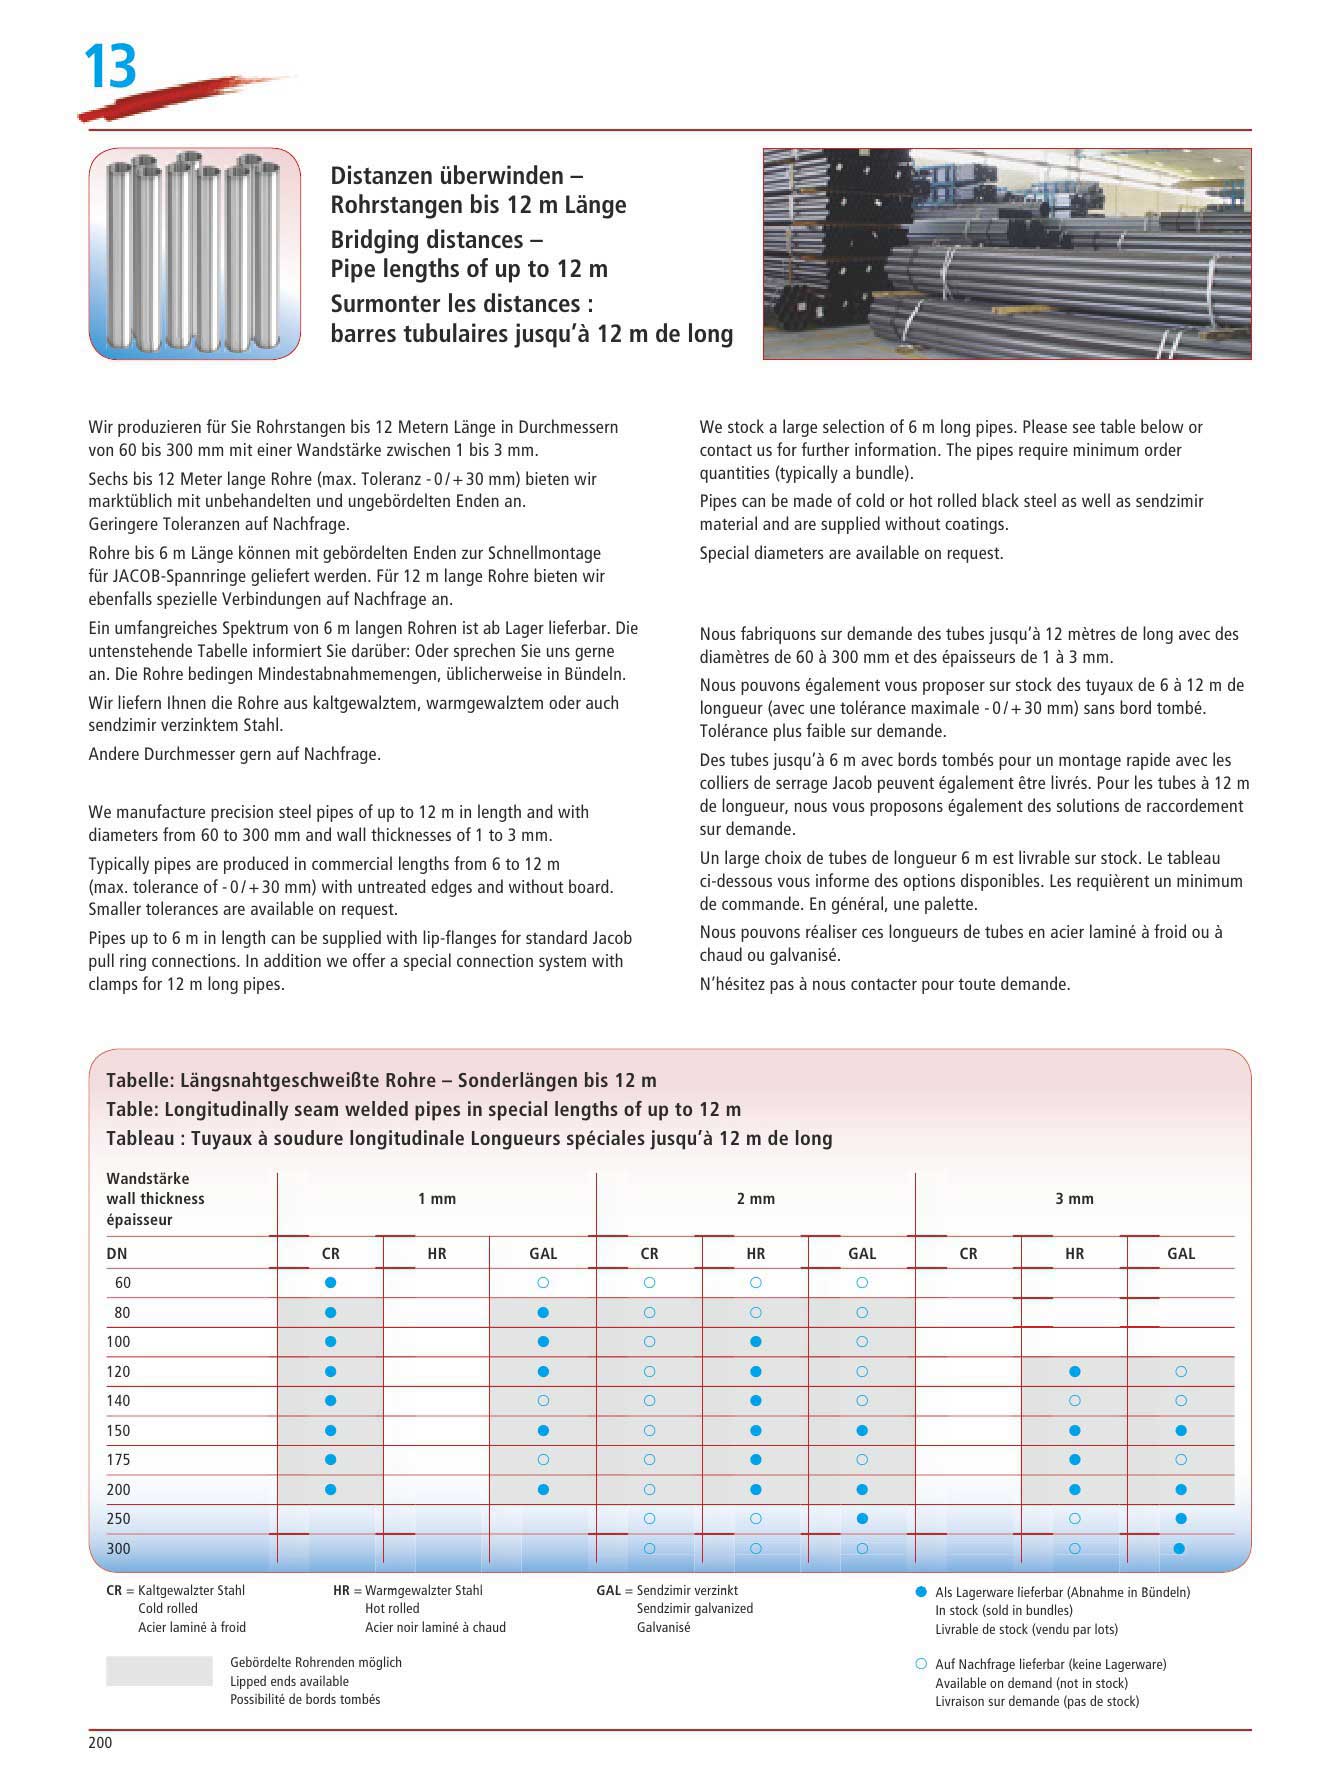 13
Distanzen überwinden –
Rohrstangen bis 12 m Länge
Bridging distances –
Pipe lengths of up to 12 m
Surmonter les distances :
barres tubulaires jusqu’à 12 m de long
Wir produzieren für Sie Rohrstangen bis 12 Metern Länge in Durchmessern
von 60 bis 300 mm mit einer Wandstärke zwischen 1 bis 3 mm.
Sechs bis 12 Meter lange Rohre (max. Toleranz - 0 / + 30 mm) bieten wir
marktüblich mit unbehandelten und ungebördelten Enden an.
Geringere Toleranzen auf Nachfrage.
Rohre bis 6 m Länge können mit gebördelten Enden zur Schnellmontage
für JACOB-Spannringe geliefert werden. Für 12 m lange Rohre bieten wir
ebenfalls spezielle Verbindungen auf Nachfrage an.
Ein umfangreiches Spektrum von 6 m langen Rohren ist ab Lager lieferbar. Die
untenstehende Tabelle informiert Sie darüber: Oder sprechen Sie uns gerne
an. Die Rohre bedingen Mindestabnahmemengen, üblicherweise in Bündeln.
Wir liefern Ihnen die Rohre aus kaltgewalztem, warmgewalztem oder auch
sendzimir verzinktem Stahl.
Andere Durchmesser gern auf Nachfrage.
We manufacture precision steel pipes of up to 12 m in length and with
diameters from 60 to 300 mm and wall thicknesses of 1 to 3 mm.
Typically pipes are produced in commercial lengths from 6 to 12 m
(max. tolerance of - 0 / + 30 mm) with untreated edges and without board.
Smaller tolerances are available on request.
Pipes up to 6 m in length can be supplied with lip-flanges for standard Jacob
pull ring connections. In addition we offer a special connection system with
clamps for 12 m long pipes.
We stock a large selection of 6 m long pipes. Please see table below or
contact us for further information. The pipes require minimum order
quantities (typically a bundle).
Pipes can be made of cold or hot rolled black steel as well as sendzimir
material and are supplied without coatings.
Special diameters are available on request.
Nous fabriquons sur demande des tubes jusqu’à 12 mètres de long avec des
diamètres de 60 à 300 mm et des épaisseurs de 1 à 3 mm.
Nous pouvons également vous proposer sur stock des tuyaux de 6 à 12 m de
longueur (avec une tolérance maximale - 0 / + 30 mm) sans bord tombé.
Tolérance plus faible sur demande.
Des tubes jusqu’à 6 m avec bords tombés pour un montage rapide avec les
colliers de serrage Jacob peuvent également être livrés. Pour les tubes à 12 m
de longueur, nous vous proposons également des solutions de raccordement
sur demande.
Un large choix de tubes de longueur 6 m est livrable sur stock. Le tableau
ci-dessous vous informe des options disponibles. Les requièrent un minimum
de commande. En général, une palette.
Nous pouvons réaliser ces longueurs de tubes en acier laminé à froid ou à
chaud ou galvanisé.
N’hésitez pas à nous contacter pour toute demande.
Tabelle: Längsnahtgeschweißte Rohre – Sonderlängen bis 12 m
Table: Longitudinally seam welded pipes in special lengths of up to 12 m
Tableau : Tuyaux à soudure longitudinale Longueurs spéciales jusqu’à 12 m de long
Wandstärke
wall thickness 1 mm 2 mm 3 mm
épaisseur
DN CR HR GAL CR HR GAL CR HR GAL
60 ● ○ ○ ○ ○
80 ● ● ○ ○ ○
100 ● ● ○ ● ○
120 ● ● ○ ● ○ ● ○
140 ● ○ ○ ● ○ ○ ○
150 ● ● ○ ● ● ● ●
175 ● ○ ○ ● ○ ● ○
200 ● ● ○ ● ● ● ●
250 ○ ○ ● ○ ●
300 ○ ○ ○ ○ ●
CR = Kaltgewalzter Stahl
Cold rolled
Acier laminé à froid
HR = Warmgewalzter Stahl
Hot rolled
Acier noir laminé à chaud
GAL = Sendzimir verzinkt
Sendzimir galvanized
Galvanisé
● Als Lagerware lieferbar (Abnahme in Bündeln)
In stock (sold in bundles)
Livrable de stock (vendu par lots)
Gebördelte Rohrenden möglich
Lipped ends available
Possibilité de bords tombés
○ Auf Nachfrage lieferbar (keine Lagerware)
Available on demand (not in stock)
Livraison sur demande (pas de stock)
200